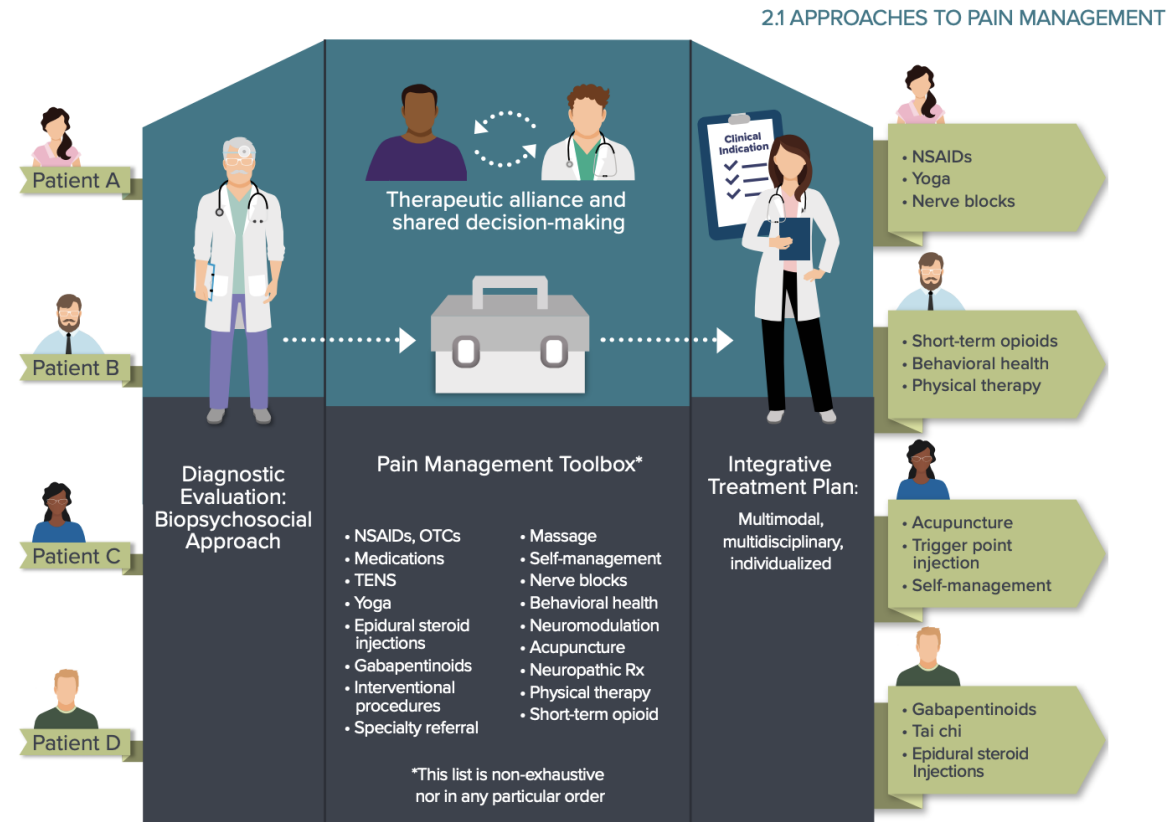 2.1 APPROACHES TO PAIN MANAGEMENT
Patient A
Patient B
Patient C
Patient D
Diagnostic
Evaluation:
Biopsychosocial
Approach
Therapeutic alliance and
shared decision-making
Pain Management Toolbox*
• NSAIDs, OTCs
• Medications
• TENS
• Yoga
• Epidural steroid
injections
• Gabapentinoids
• Interventional
procedures
• Specialty referral
• Massage
• Self-management
• Nerve blocks
• Behavioral health
• Neuromodulation
• Acupuncture
• Neuropathic Rx
• Physical therapy
• Short-term opioid
*This list is non-exhaustive
nor in any particular order
Clinical
Indication
Integrative
Treatment Plan:
Multimodal,
multidisciplinary,
individualized
• NSAIDs
• Yoga
• Nerve blocks
• Short-term opioids
• Behavioral health
• Physical therapy
• Acupuncture
• Trigger point
injection
• Self-management
• Gabapentinoids
• Tai chi
• Epidural steroid
Injections